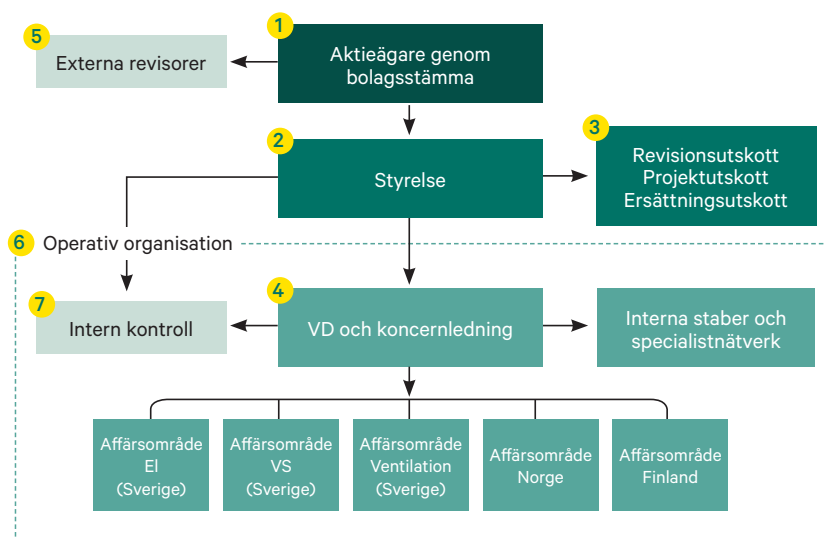 1
Aktieägare genom
bolagsstämma
5
Externa revisorer
2
Styrelse
3
Revisionsutskott
Projektutskott
Ersättningsutskott
6 Operativ organisation
7
Intern kontroll
4
VD och koncernledning
Interna staber och
specialistnätverk
Affärsområde
El
(Sverige)
Affärsområde
VS
(Sverige)
Affärsområde
Ventilation
(Sverige)
Affärsområde
Norge
Affärsområde
Finland